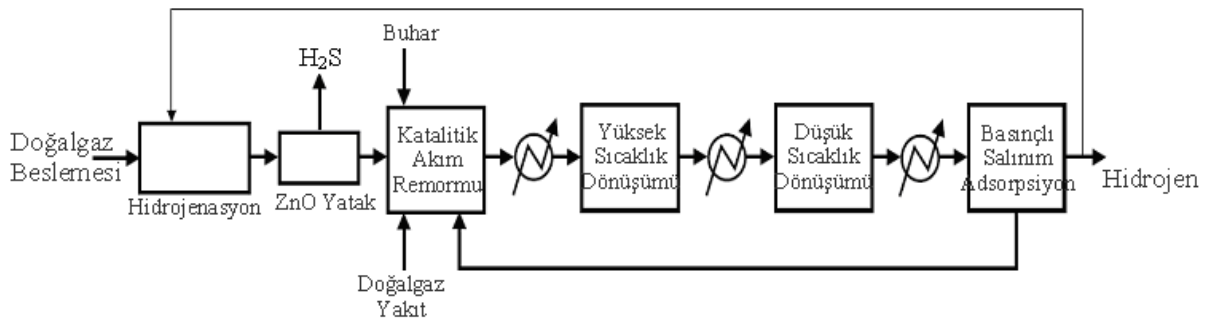 Buhar
H₂S
Doğalgaz
Beslemesi
Hidrojenasyon
ZnO Yatak
Katalitik
Akım
Remormu
Yüksek
Sıcaklık
Dönüşümü
Düşük
Sıcaklık
Dönüşümü
Basınçlı
Salınım
Adsorpsiyon
Hidrojen
Doğalgaz
Yakıt